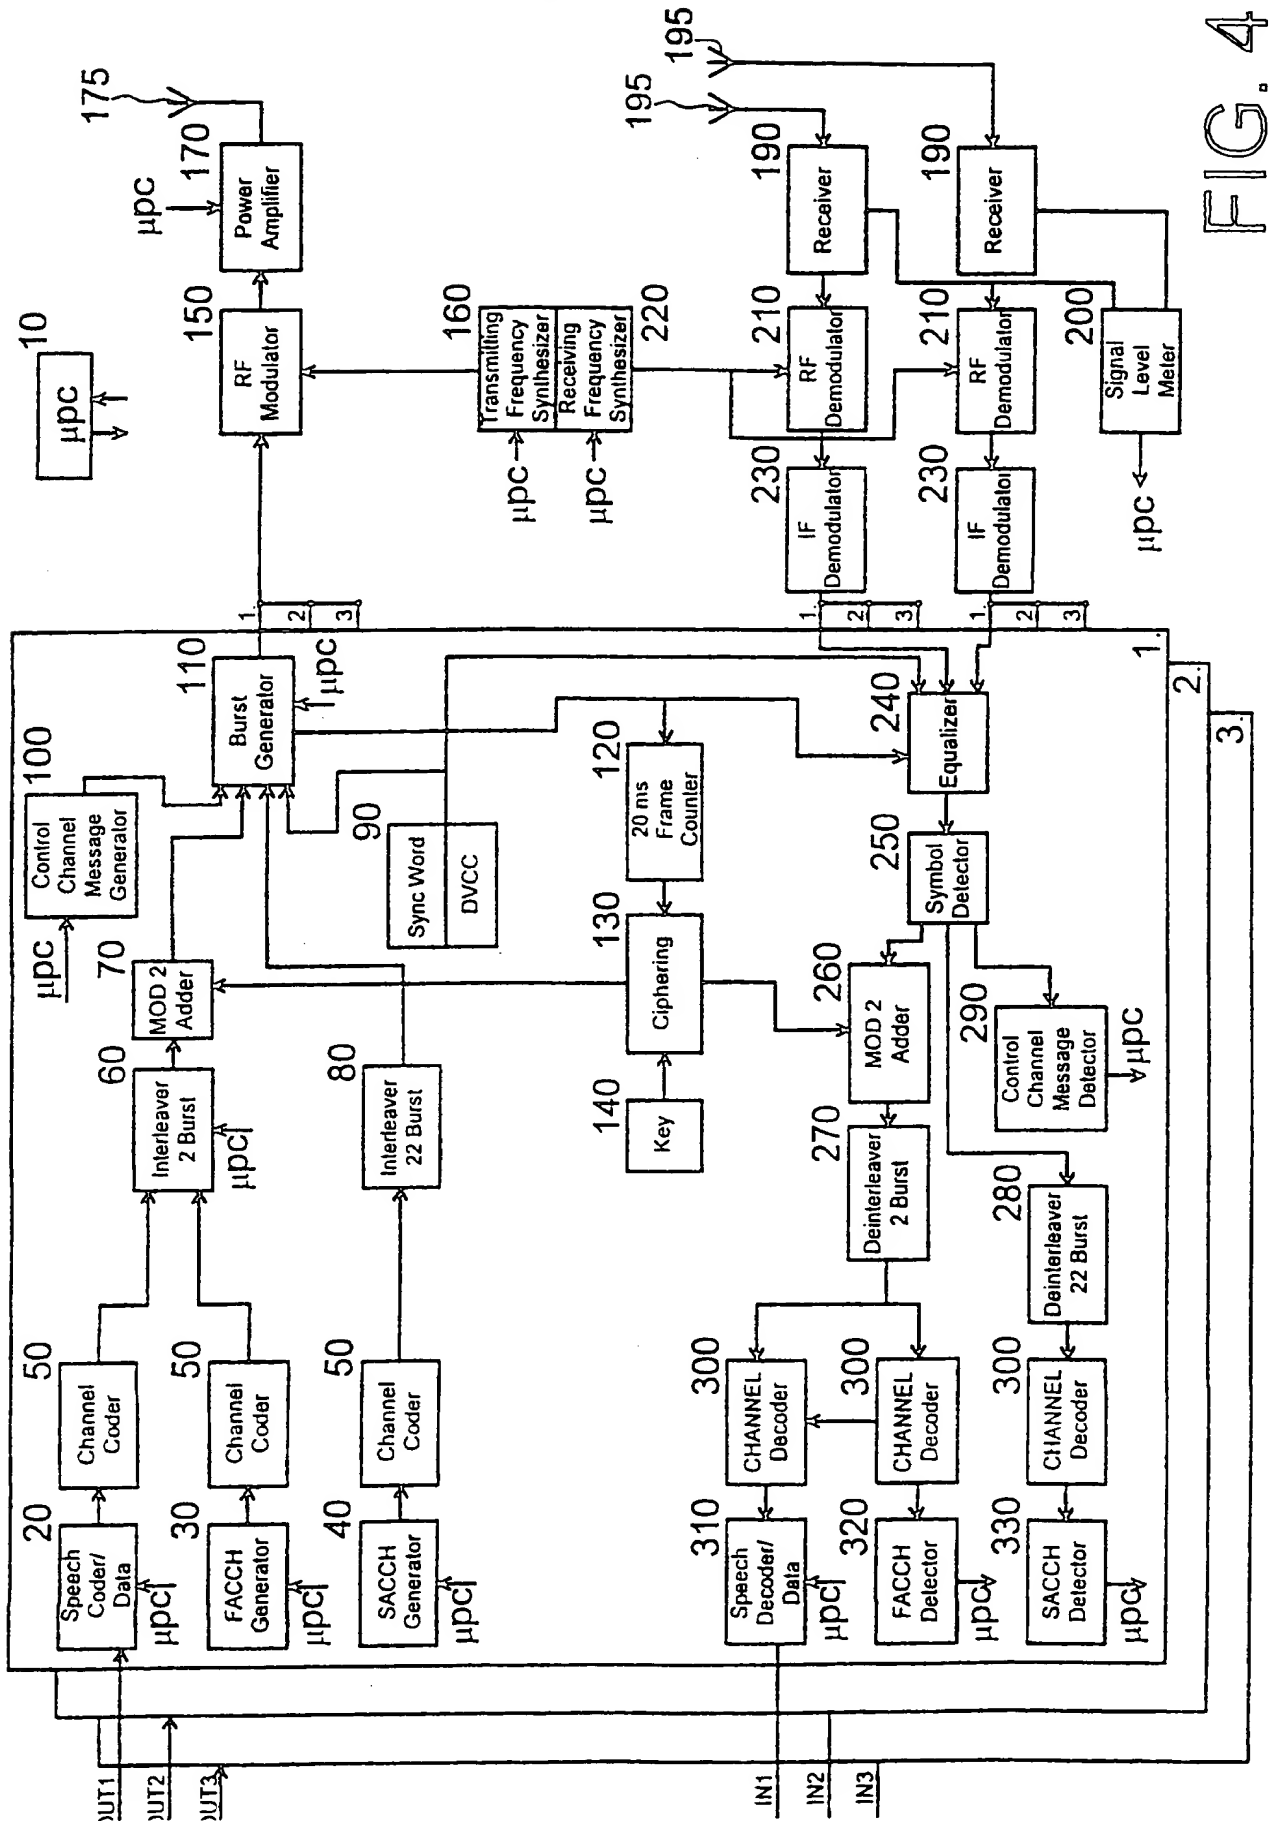 10
μpc
175
170
μpc
Power
Amplifier
150
RF
Modulator
160
Transmitting
Frequency
Synthesizer
Receiving
Frequency
Synthesizer
220
μpc
μpc
195
195
190
Receiver
190
Receiver
210
RF
Demodulator
210
RF
Demodulator
200
Signal
Level
Meter
μpc
230
IF
Demodulator
230
IF
Demodulator
1.
2
3
1.
2
3
1.
2
3
100
Control
Channel
Message
Generator
μpc
110
Burst
Generator
μpc
90
Sync Word
DVCC
70
MOD 2
Adder
60
Interleaver
2 Burst
μpc
80
Interleaver
22 Burst
50
Channel
Coder
50
Channel
Coder
50
Channel
Coder
20
Speech
Coder/
Data
μpc
30
FACCH
Generator
μpc
40
SACCH
Generator
μpc
120
20 ms
Frame
Counter
130
Ciphering
140
Key
240
Equalizer
250
Symbol
Detector
260
MOD 2
Adder
270
Deinterleaver
2 Burst
290
Control
Channel
Message
Detector
μpc
280
Deinterleaver
22 Burst
300
CHANNEL
Decoder
300
CHANNEL
Decoder
300
CHANNEL
Decoder
310
Speech
Decoder/
Data
μpc
320
FACCH
Detector
μpc
330
SACCH
Detector
μpc
1.
2.
3.
OUT1
OUT2
OUT3
IN1
IN2
IN3
FIG. 4